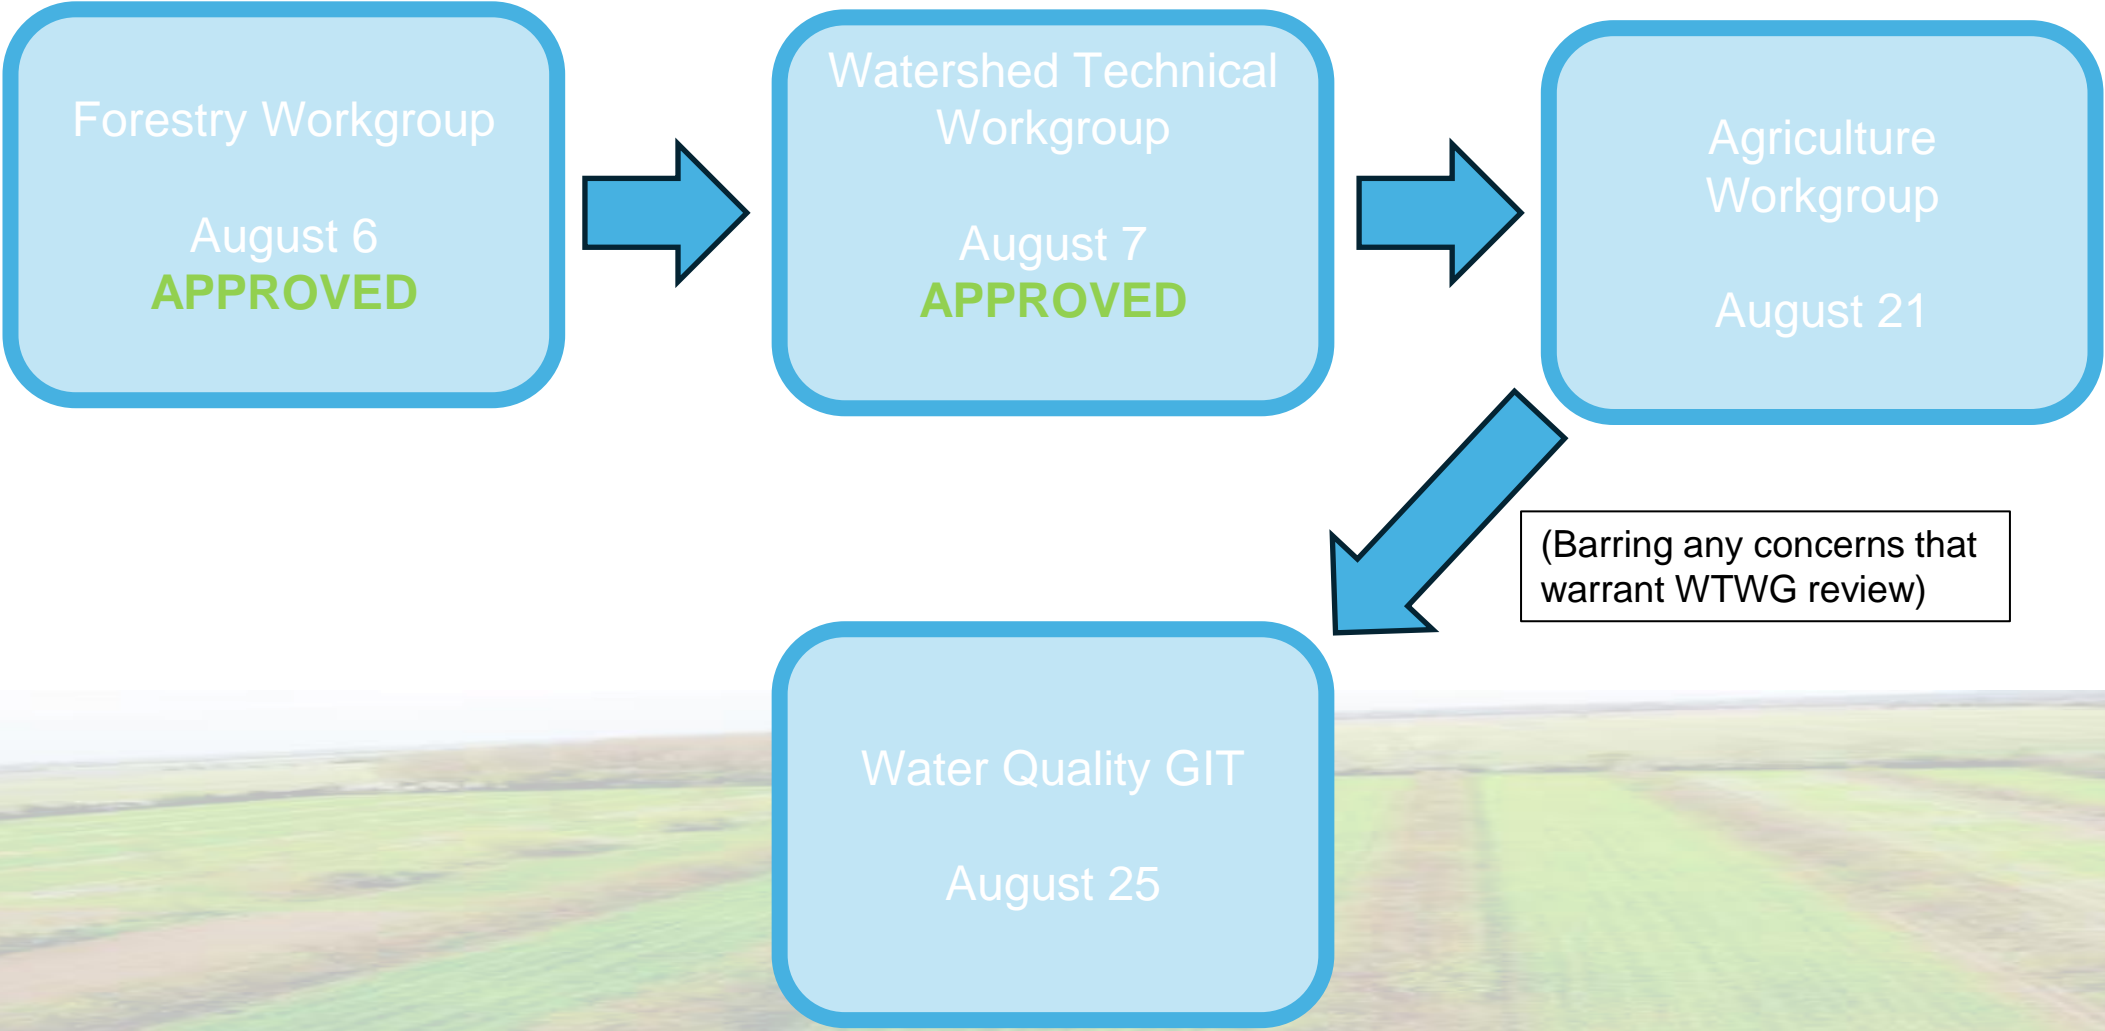 Forestry Workgroup
August 6
APPROVED
Watershed Technical
Workgroup
August 7
APPROVED
Agriculture
Workgroup
August 21
(Barring any concerns that
warrant WTWG review)
Water Quality GIT
August 25